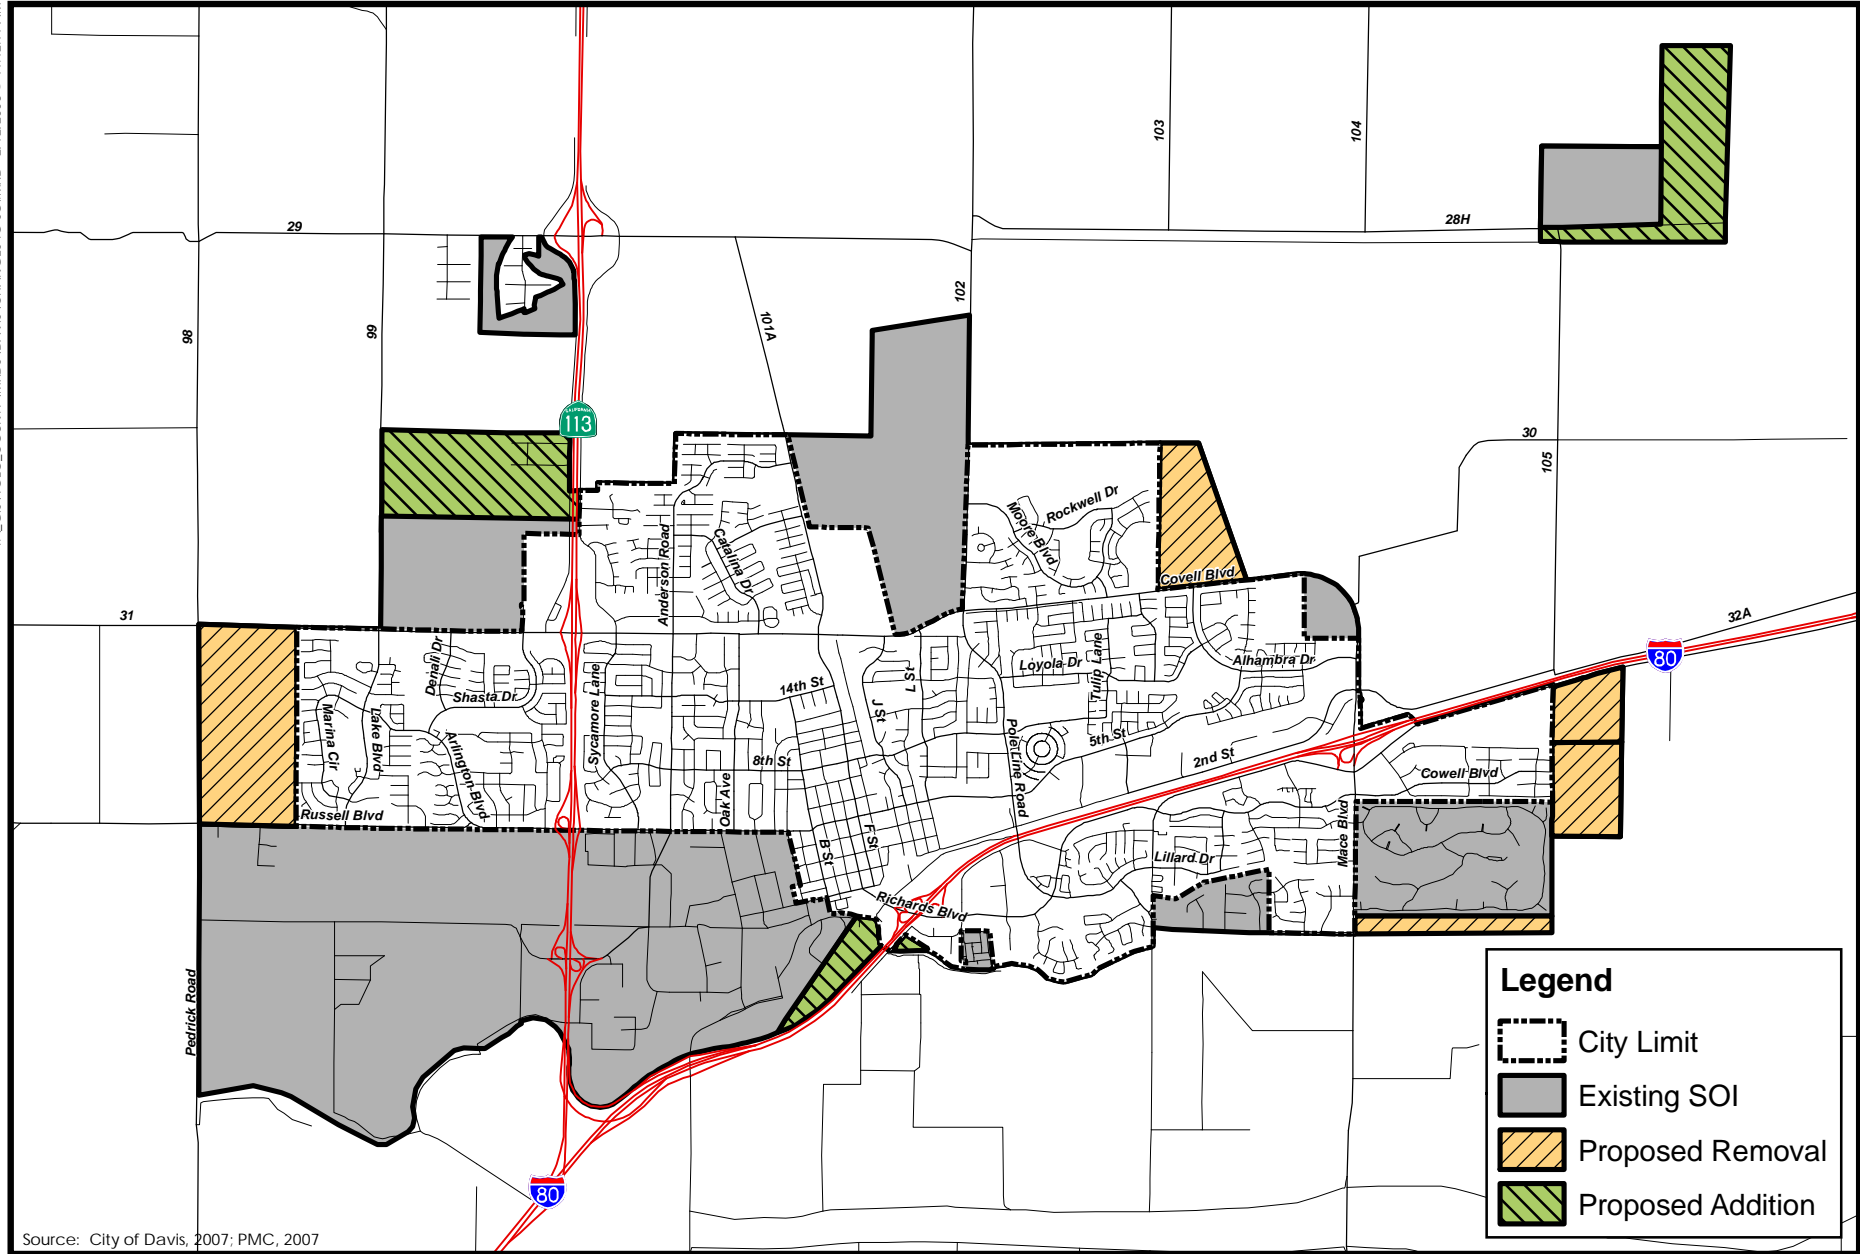 103
104
29
28H
102
98
99
101A
CALIFORNIA
113
30
105
Rockwell Dr
Moore Blvd
Anderson Road
Catalina Dr
Covell Blvd
31
32A
80
Denali Dr
Shasta Dr
Sycamore Lane
14th St
L St
J St
Loyola Dr
Tulip Lane
Alhambra Dr
Marina Cir
Lake Blvd
Arlington Blvd
8th St
Oak Ave
Pole Line Road
5th St
2nd St
Cowell Blvd
Russell Blvd
B St
F St
Lillard Dr
Mace Blvd
Richards Blvd
Pedrick Road
80
Legend
City Limit
Existing SOI
Proposed Removal
Proposed Addition
Source: City of Davis, 2007; PMC, 2007